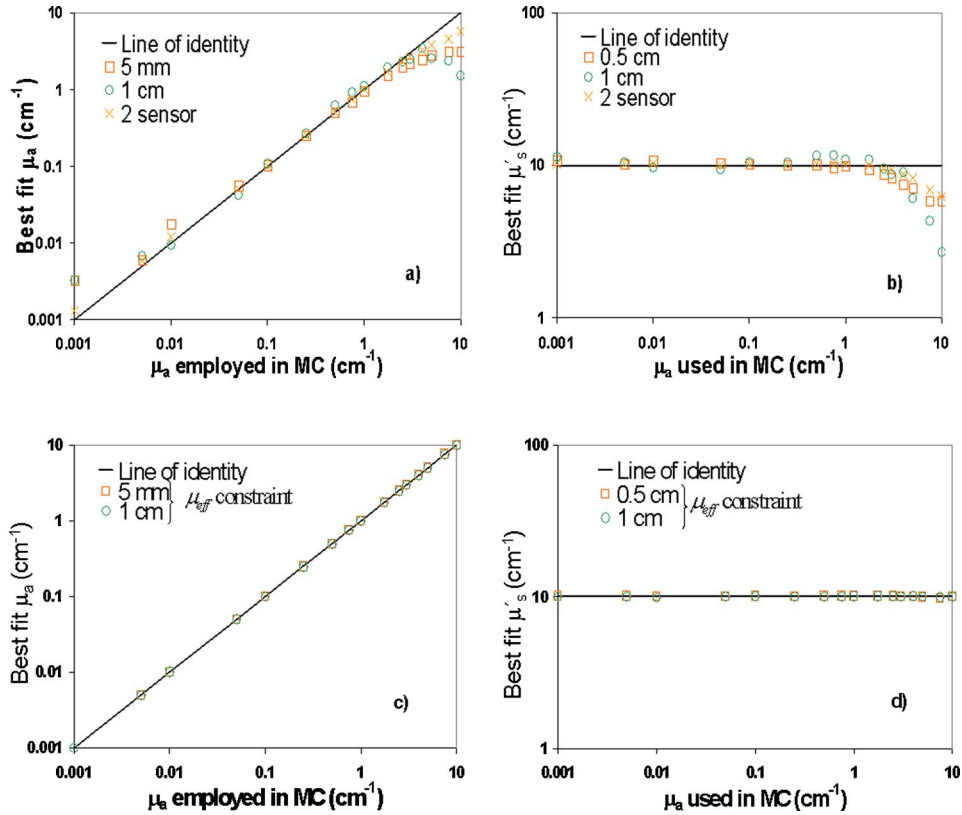 10
1
0.1
0.01
0.001
Best fit μa (cm-1)
Line of identity
5 mm
1 cm
2 sensor
a)
0.001 0.01 0.1 1 10
μa employed in MC (cm-1)
100
10
1
Best fit μ′s (cm-1)
Line of identity
0.5 cm
1 cm
2 sensor
b)
0.001 0.01 0.1 1 10
μa used in MC (cm-1)
10
1
0.1
0.01
0.001
Best fit μa (cm-1)
Line of identity
5 mm
1 cm
} μeff constraint
c)
0.001 0.01 0.1 1 10
μa employed in MC (cm-1)
100
10
1
Best fit μ′s (cm-1)
Line of identity
0.5 cm
1 cm
} μeff constraint
d)
0.001 0.01 0.1 1 10
μa used in MC (cm-1)